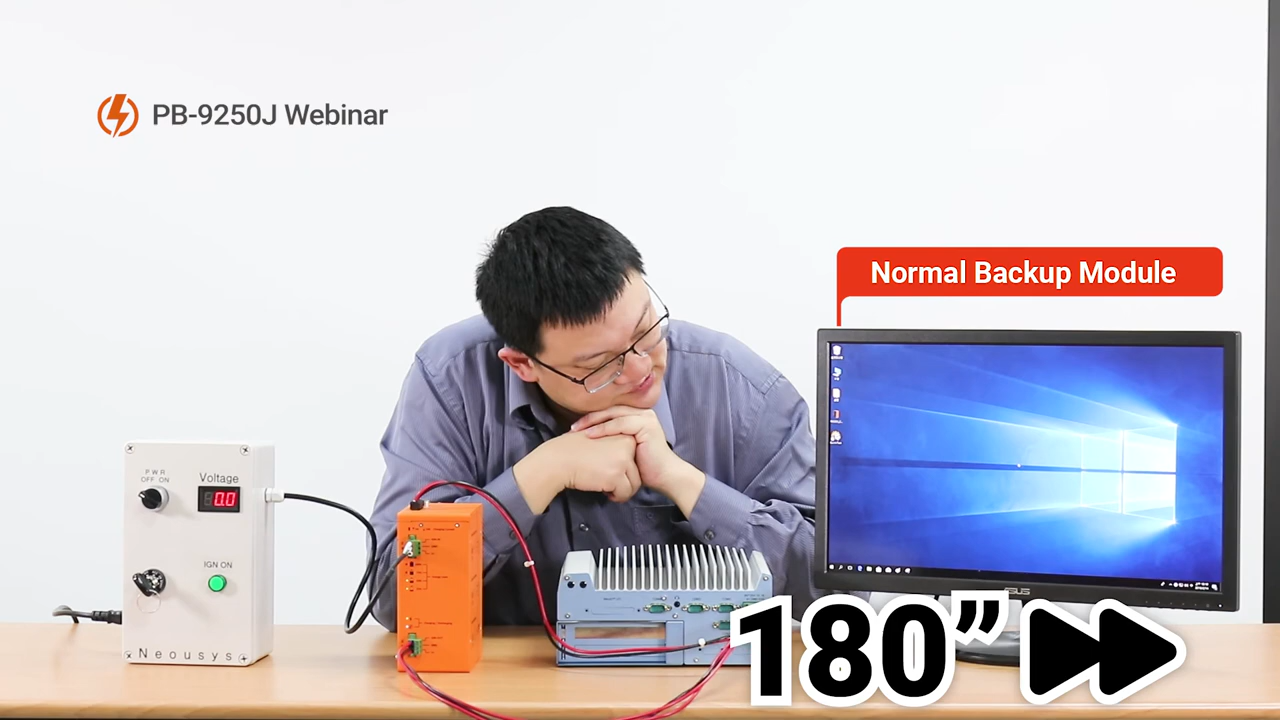 PB-9250J Webinar
Normal Backup Module
PWR
OFF ON
Voltage
0.0
IGN ON
Neousys
ASUS
180”